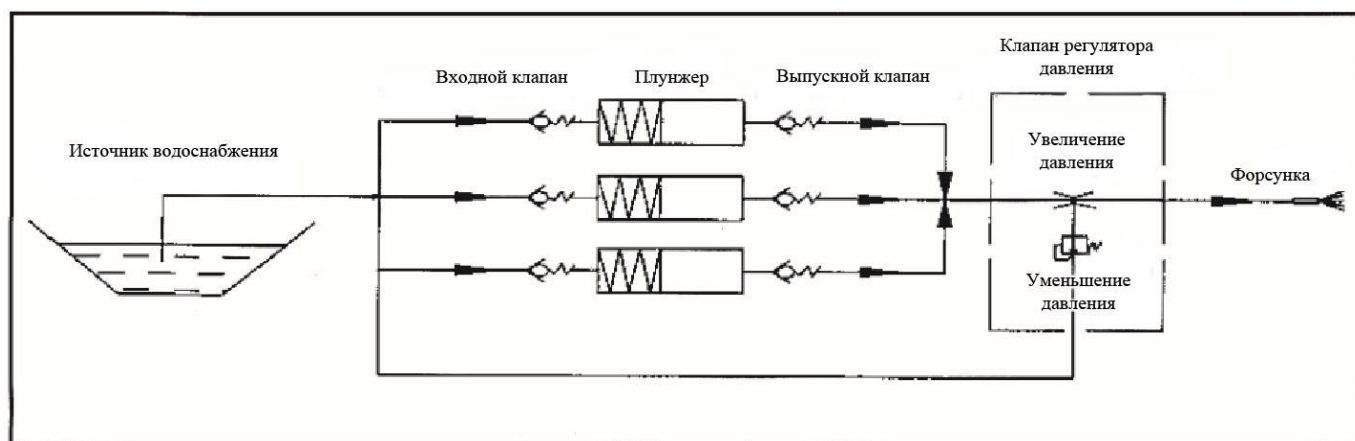 Клапан регулятора
давления
Входной клапан
Плунжер
Выпускной клапан
Источник водоснабжения
Увеличение
давления
Форсунка
Уменьшение
давления